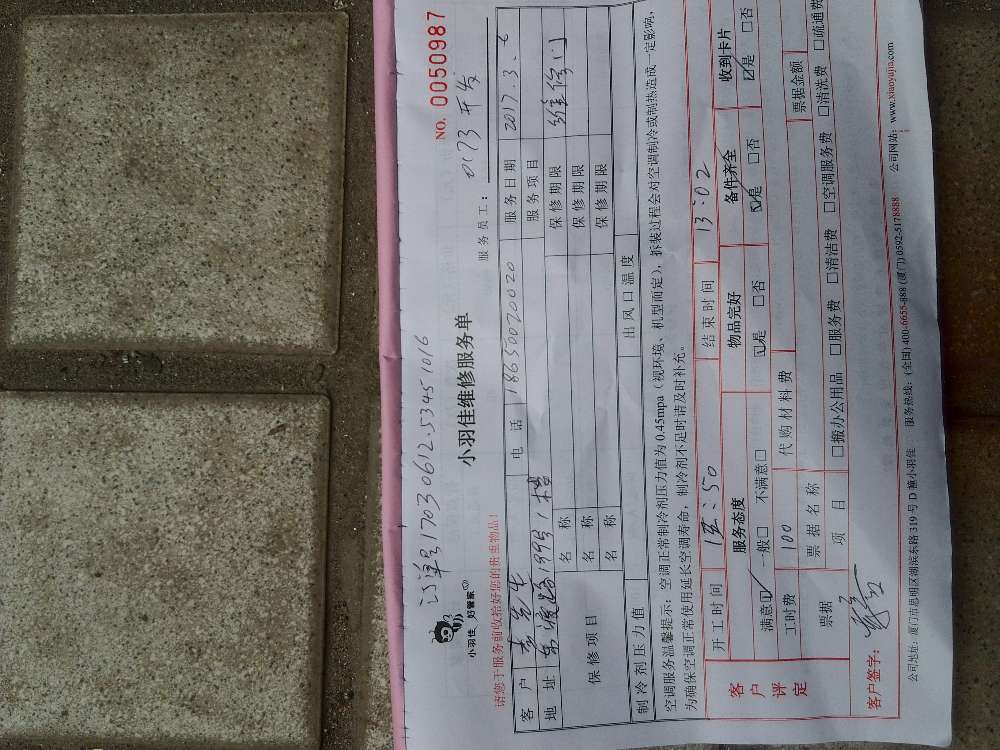 订单号17030612.53451016
NO. 0050987
小羽佳 好管家
小羽佳维修服务单
服务员工: 0173 开发
请您于服务前收拾好您的贵重物品!
客户 李先生 电话 18650020020 服务日期 2017.3.6
地址 东渡路199号1楼 服务项目 维修门
保修项目
名称 保修期限
名称 保修期限
名称 保修期限
制冷剂压力值 出风口温度
空调服务温馨提示: 空调正常制冷剂压力值为0.45mpa(视环境、机型而定), 拆装过程会对空调制冷或制热造成一定影响,
为确保空调正常使用延长空调寿命, 制冷剂不足时请及时补充。
客户评定
开工时间 12:50 结束时间 13:02
服务态度 物品完好 备件齐全 收到卡片
满意☑ 一般□ 不满意□ ☑是 □否 ☑是 □否 ☑是 □否
工时费 100 代购材料费
票据 票据名称 票据金额
项目 □搬办公用品 □服务费 □清洁费 □空调服务费 □清洗费 □疏通费
客户签字:
公司地址: 厦门市思明区湖滨东路319号D幢小羽佳 服务热线: (全国) 400-6655-888 (厦门) 0592-5178888 公司网站: www.xiaoyujia.com